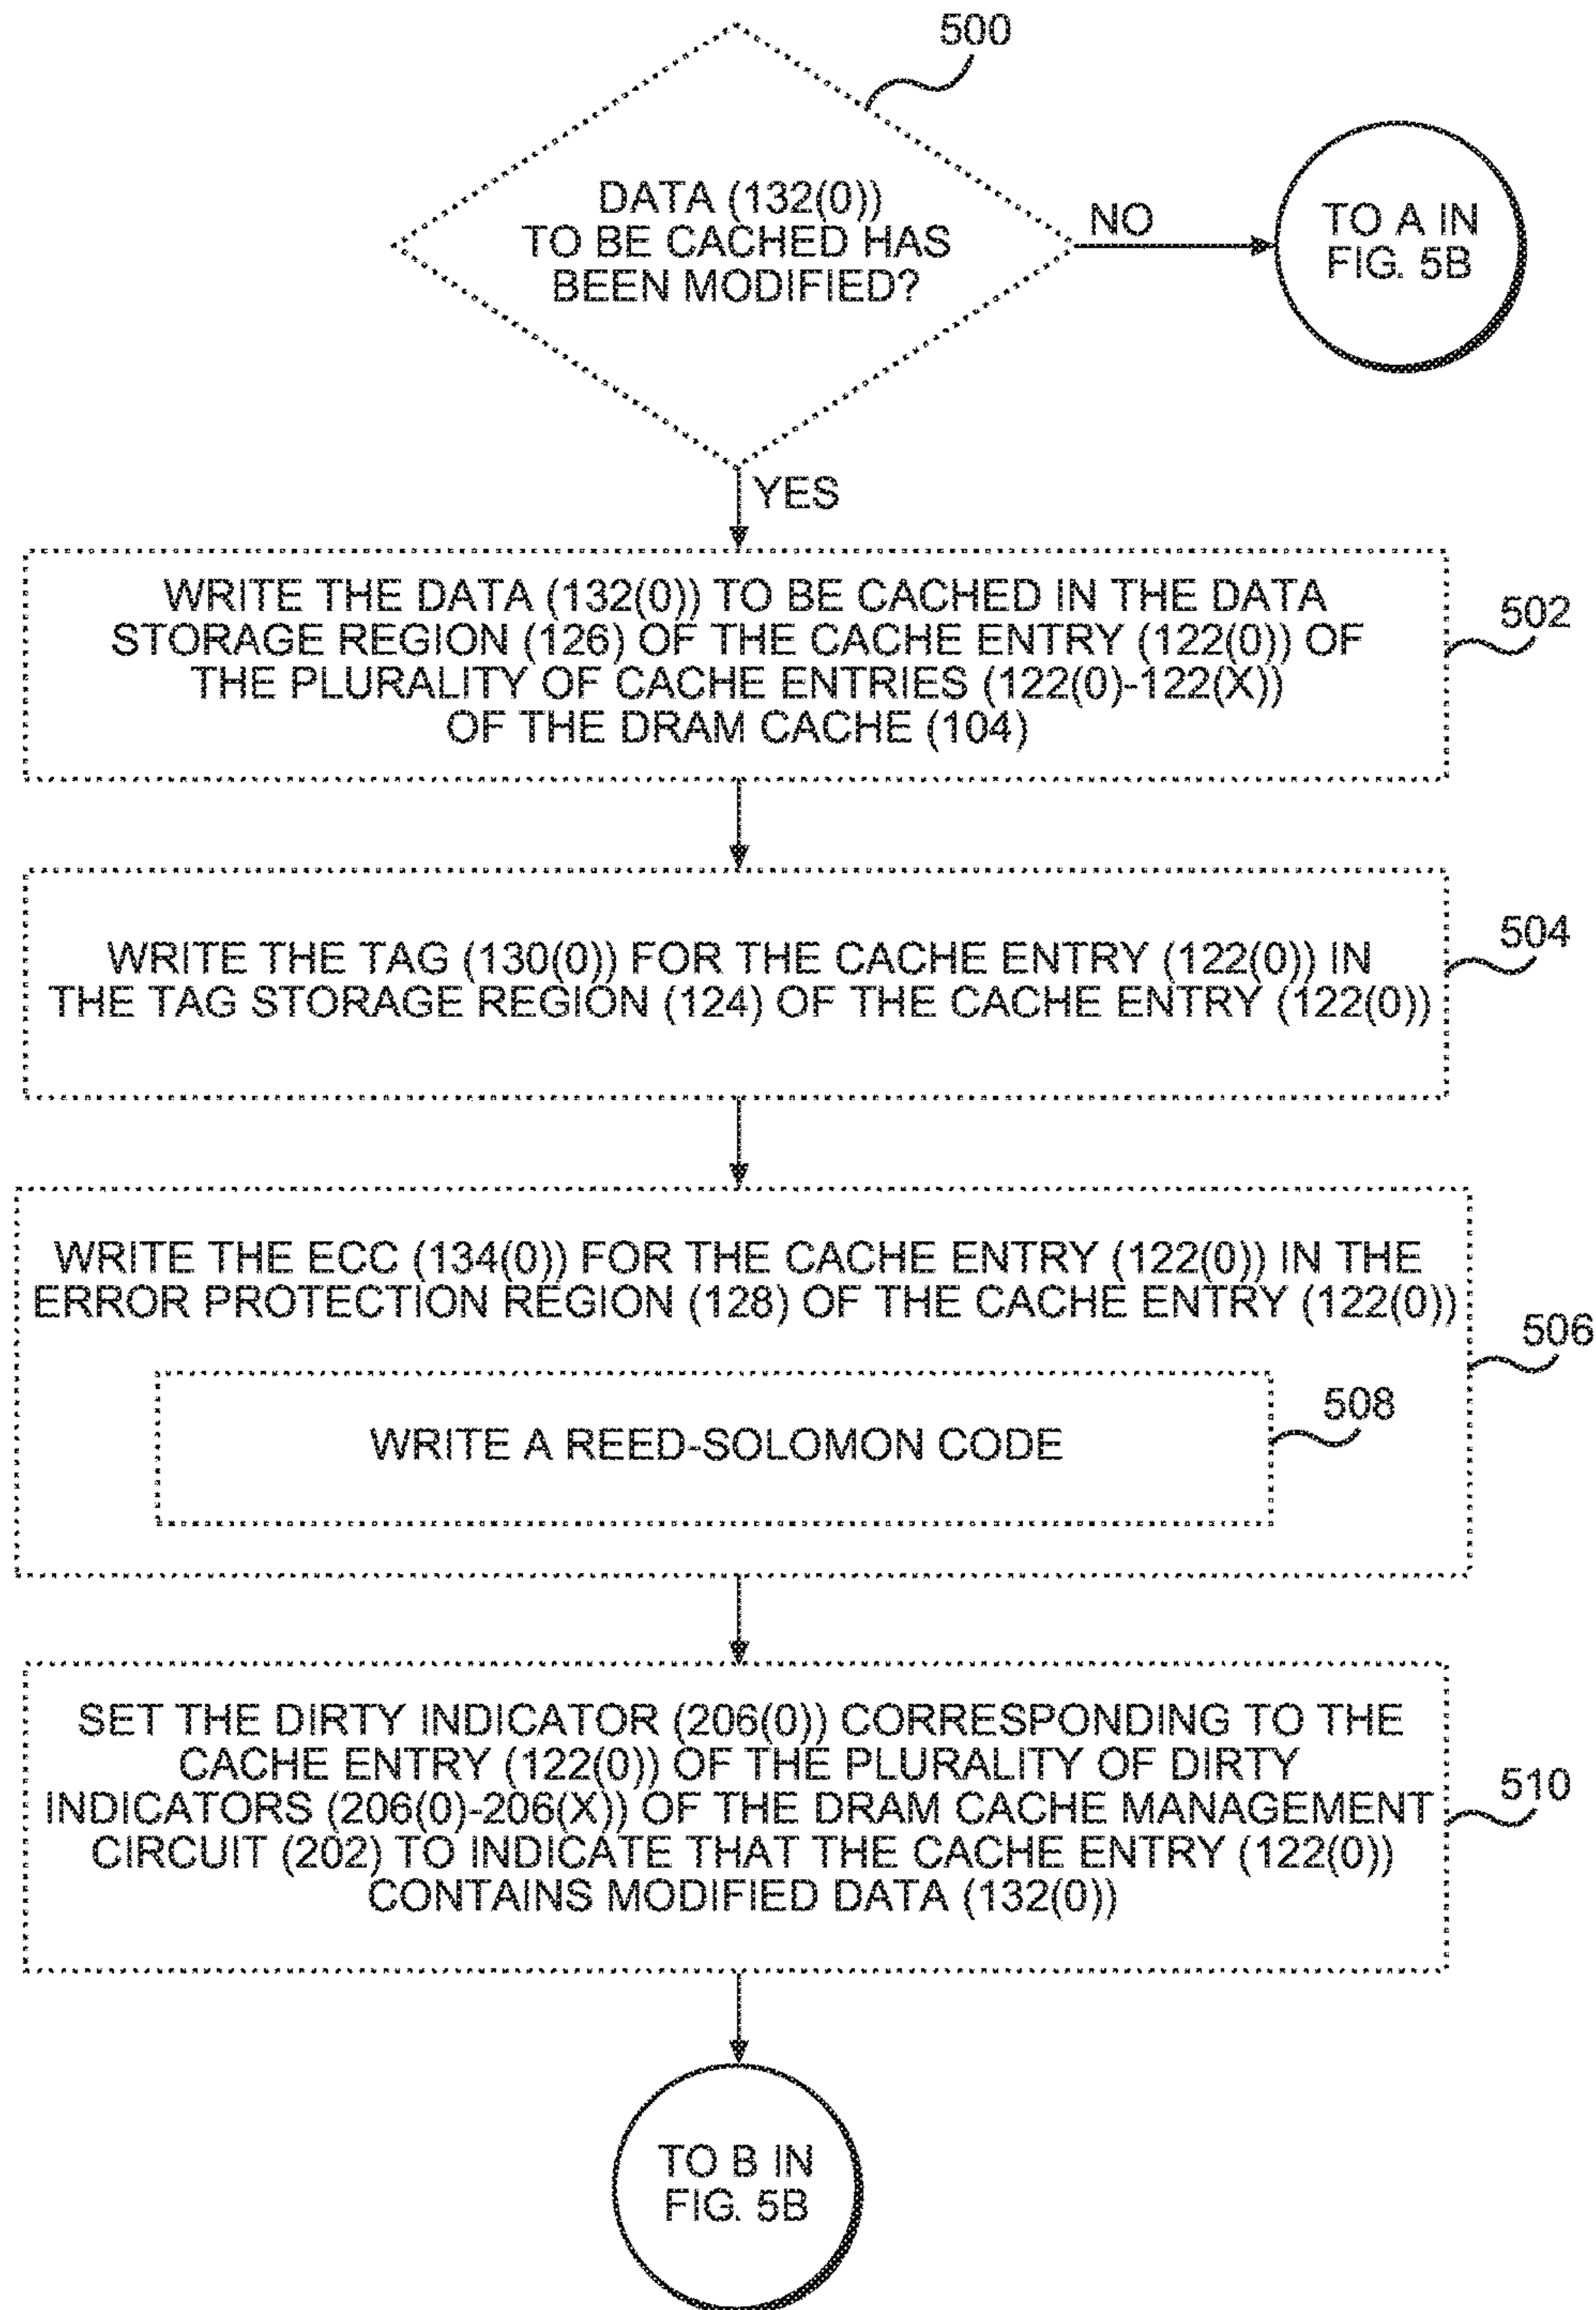 500
DATA (132(0))
TO BE CACHED HAS
BEEN MODIFIED?
NO
TO A IN
FIG. 5B
YES
WRITE THE DATA (132(0)) TO BE CACHED IN THE DATA
STORAGE REGION (126) OF THE CACHE ENTRY (122(0)) OF
THE PLURALITY OF CACHE ENTRIES (122(0)-122(X))
OF THE DRAM CACHE (104)
502
WRITE THE TAG (130(0)) FOR THE CACHE ENTRY (122(0)) IN
THE TAG STORAGE REGION (124) OF THE CACHE ENTRY (122(0))
504
WRITE THE ECC (134(0)) FOR THE CACHE ENTRY (122(0)) IN THE
ERROR PROTECTION REGION (128) OF THE CACHE ENTRY (122(0))
506
WRITE A REED-SOLOMON CODE
508
SET THE DIRTY INDICATOR (206(0)) CORRESPONDING TO THE
CACHE ENTRY (122(0)) OF THE PLURALITY OF DIRTY
INDICATORS (206(0)-206(X)) OF THE DRAM CACHE MANAGEMENT
CIRCUIT (202) TO INDICATE THAT THE CACHE ENTRY (122(0))
CONTAINS MODIFIED DATA (132(0))
510
TO B IN
FIG. 5B